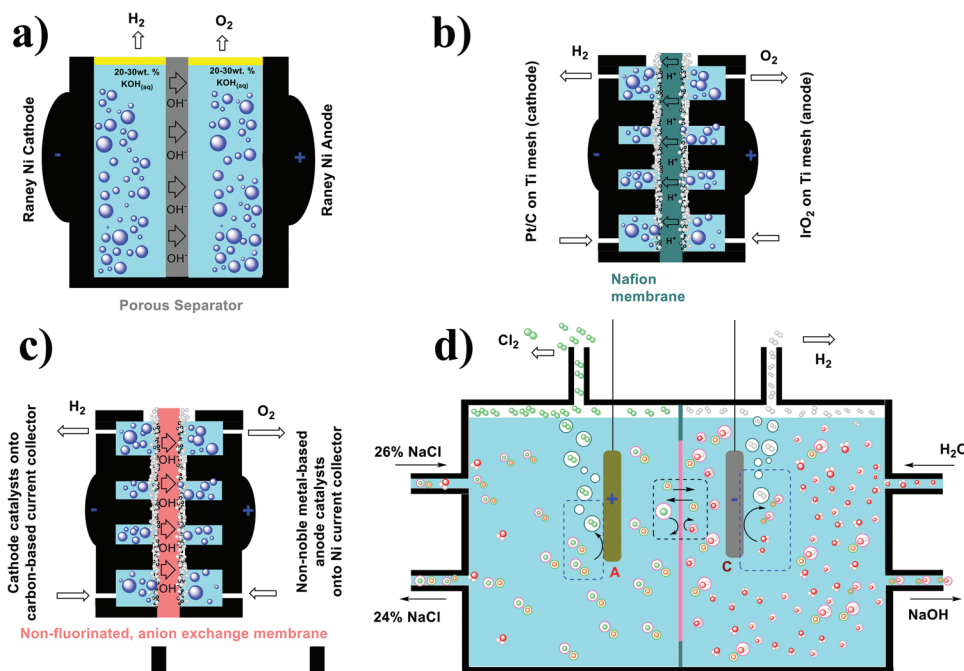 a)
H2
O2
20-30wt. %
KOH(aq)
20-30wt. %
KOH(aq)
OH-
OH-
OH-
OH-
Raney Ni Cathode
-
+
Raney Ni Anode
Porous Separator
b)
H2
O2
H+
H+
H+
H+
H+
H+
Pt/C on Ti mesh (cathode)
-
+
IrO2 on Ti mesh (anode)
Nafion
membrane
c)
H2
O2
OH-
OH-
OH-
OH-
Cathode catalysts onto
carbon-based current collector
-
+
Non-noble metal-based
anode catalysts
onto Ni current collector
Non-fluorinated, anion exchange membrane
d)
Cl2
H2
26% NaCl
H2O
+
-
A
C
24% NaCl
NaOH